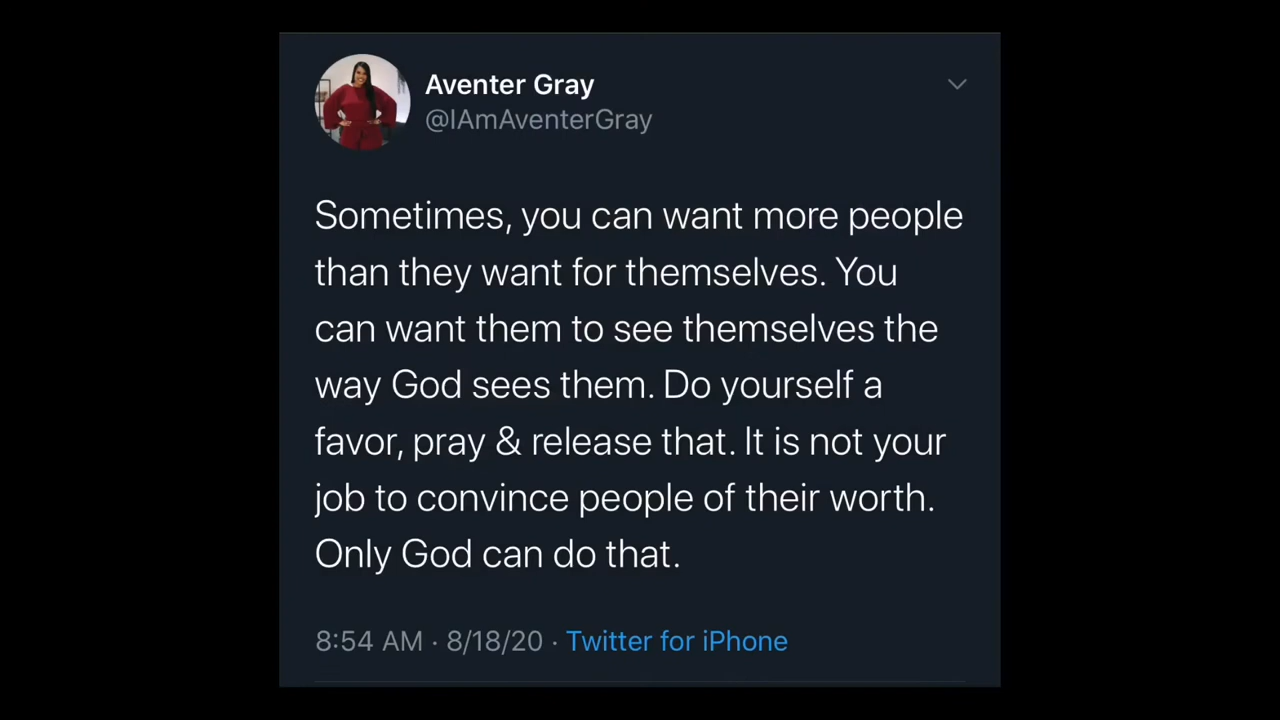 Aventer Gray
@IAmAventerGray
Sometimes, you can want more people
than they want for themselves. You
can want them to see themselves the
way God sees them. Do yourself a
favor, pray & release that. It is not your
job to convince people of their worth.
Only God can do that.
8:54 AM · 8/18/20 · Twitter for iPhone